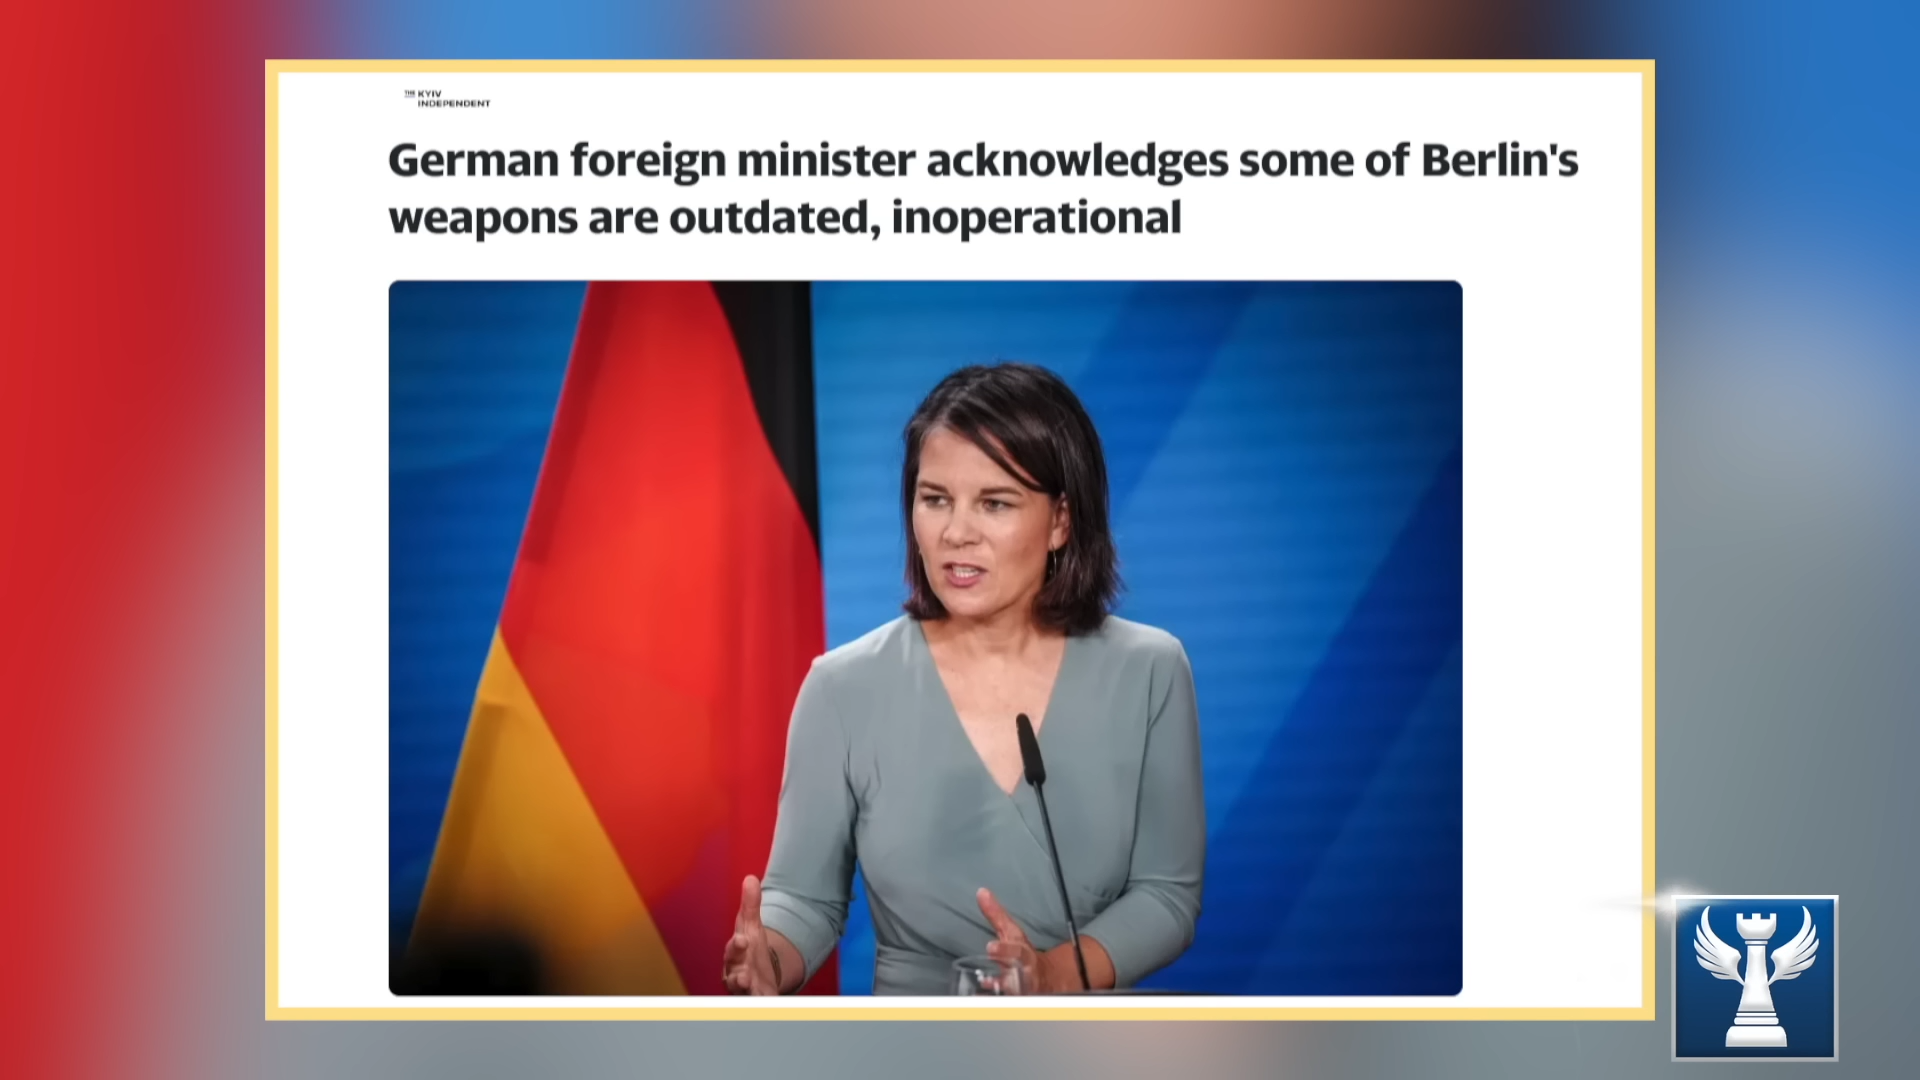 THE KYIV
INDEPENDENT
German foreign minister acknowledges some of Berlin's
weapons are outdated, inoperational